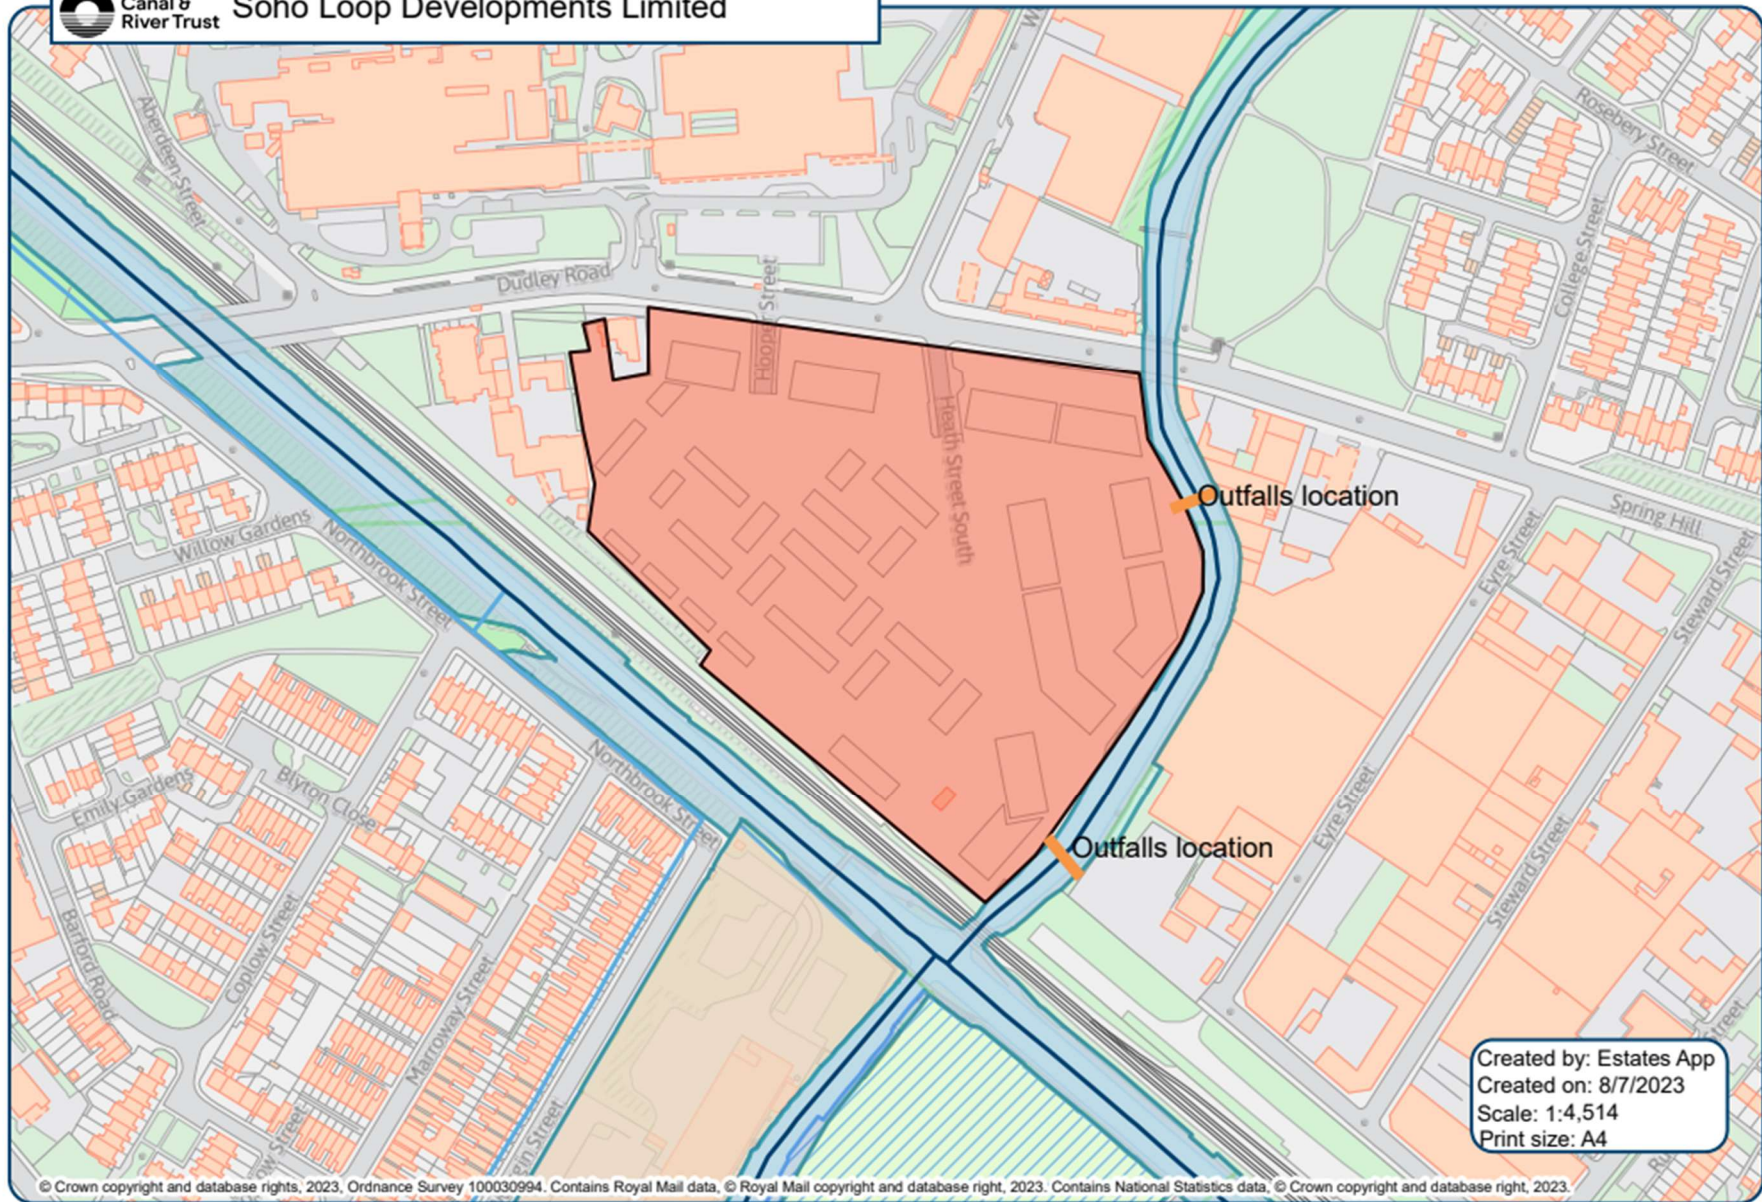 Canal &
River Trust
Soho Loop Developments Limited
Aberdeen Street
Dudley Road
Hooper Street
Heath Street South
Rosebery Street
College Street
Outfalls location
Spring Hill
Eyre Street
Steward Street
Willow Gardens
Northbrook Street
Emily Gardens
Blyton Close
Northbrook Street
Outfalls location
Eyre Street
Steward Street
Barford Road
Coplow Street
Marroway Street
Street
Street
Street
Created by: Estates App
Created on: 8/7/2023
Scale: 1:4,514
Print size: A4
© Crown copyright and database rights, 2023, Ordnance Survey 100030994. Contains Royal Mail data, © Royal Mail copyright and database right, 2023. Contains National Statistics data, © Crown copyright and database right, 2023.